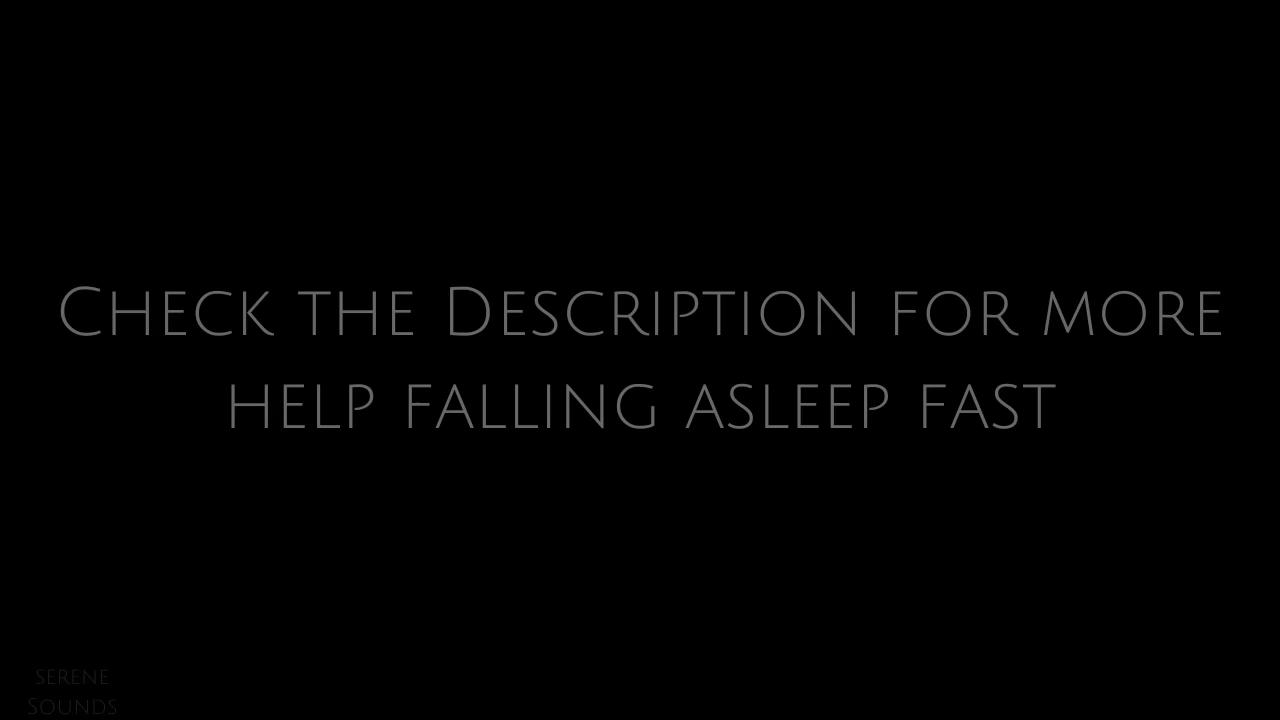 Check the Description for more
help falling asleep fast
serene
Sounds